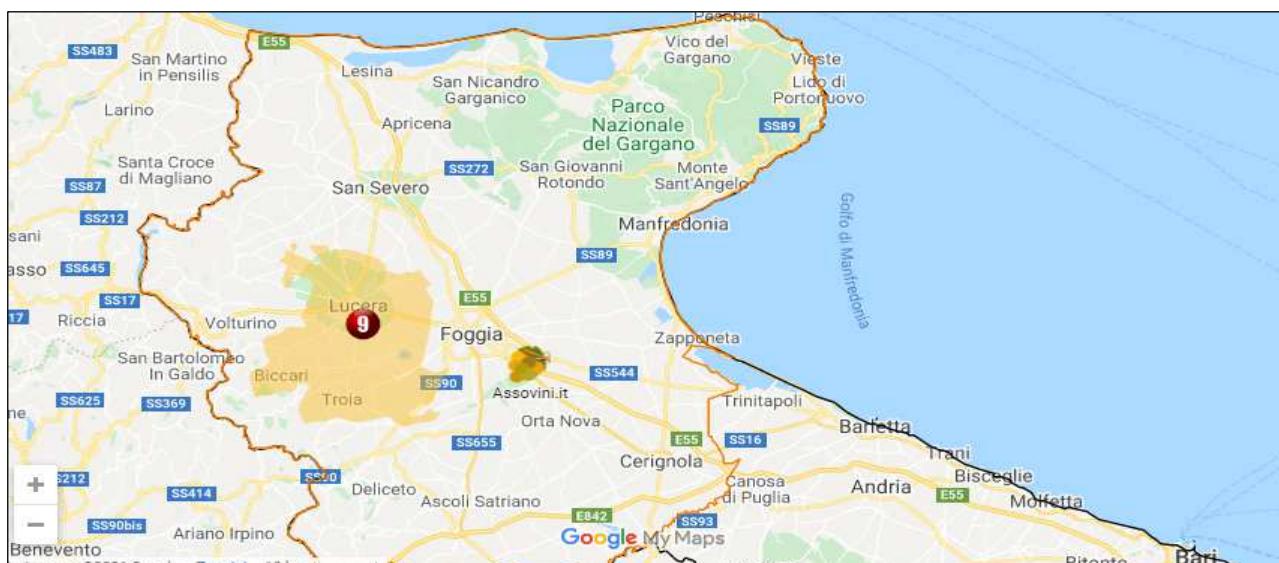 Peschici
E55
SS483
San Martino
in Pensilis
Lesina
Vico del
Gargano
Vieste
San Nicandro
Garganico
Lido di
Portonuovo
Larino
Parco
Nazionale
del Gargano
Apricena
SS89
Santa Croce
di Magliano
SS272
San Giovanni
Rotondo
Monte
Sant'Angelo
SS87
San Severo
SS212
Manfredonia
Golfo di Manfredonia
sani
SS89
asso
SS645
SS17
E55
Lucera
17
Riccia
Volturino
9
Foggia
Zapponeta
San Bartolomeo
In Galdo
Biccari
SS90
SS544
Assovini.it
Troia
SS625
SS369
ne
Trinitapoli
Orta Nova
Barletta
SS655
E55
SS16
Trani
Cerignola
Bisceglie
SS212
SS90
Canosa
di Puglia
Andria
E55
Molfetta
+
SS414
Deliceto
Ascoli Satriano
−
SS90bis
Ariano Irpino
E842
SS93
Google My Maps
Benevento
Bitonto
Bari